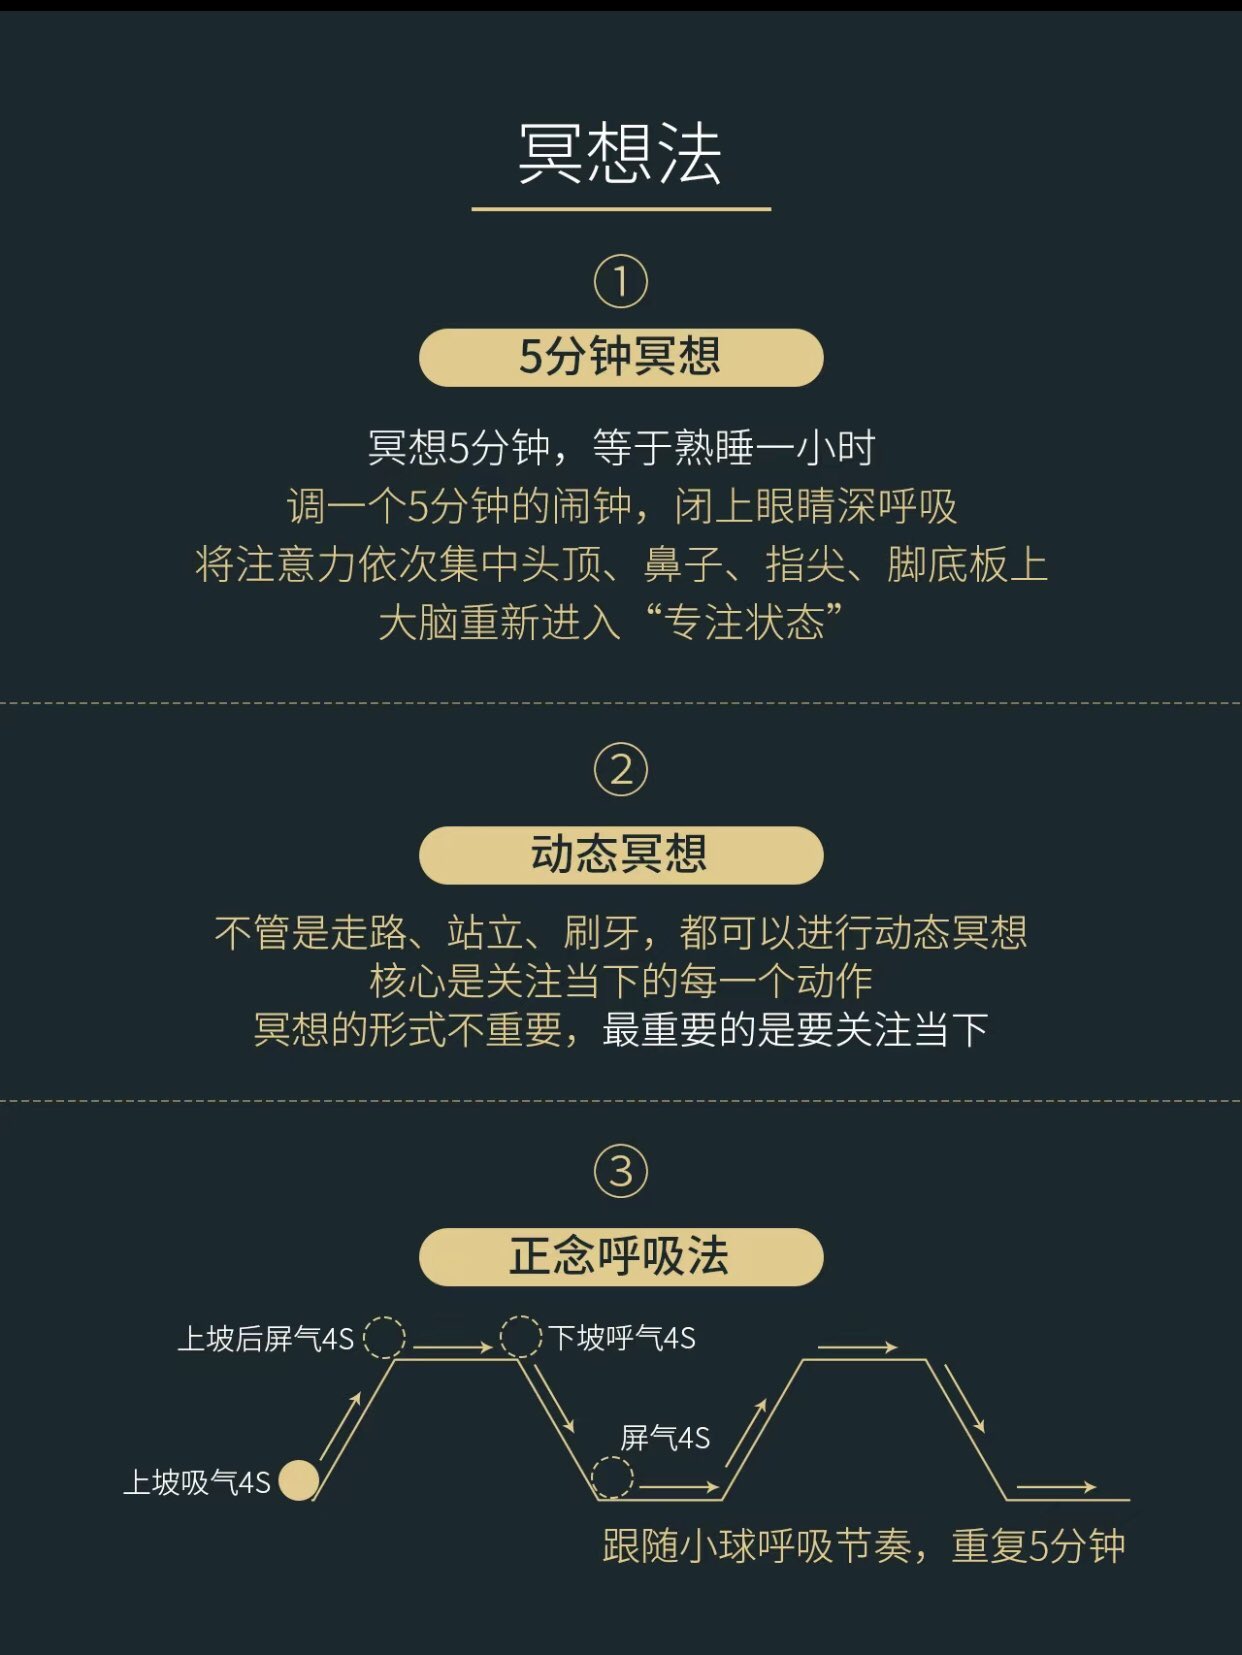 冥想法
①
5分钟冥想
冥想5分钟，等于熟睡一小时
调一个5分钟的闹钟，闭上眼睛深呼吸
将注意力依次集中头顶、鼻子、指尖、脚底板上
大脑重新进入“专注状态”
②
动态冥想
不管是走路、站立、刷牙，都可以进行动态冥想
核心是关注当下的每一个动作
冥想的形式不重要，最重要的是要关注当下
③
正念呼吸法
上坡后屏气4S
下坡呼气4S
屏气4S
上坡吸气4S
跟随小球呼吸节奏，重复5分钟